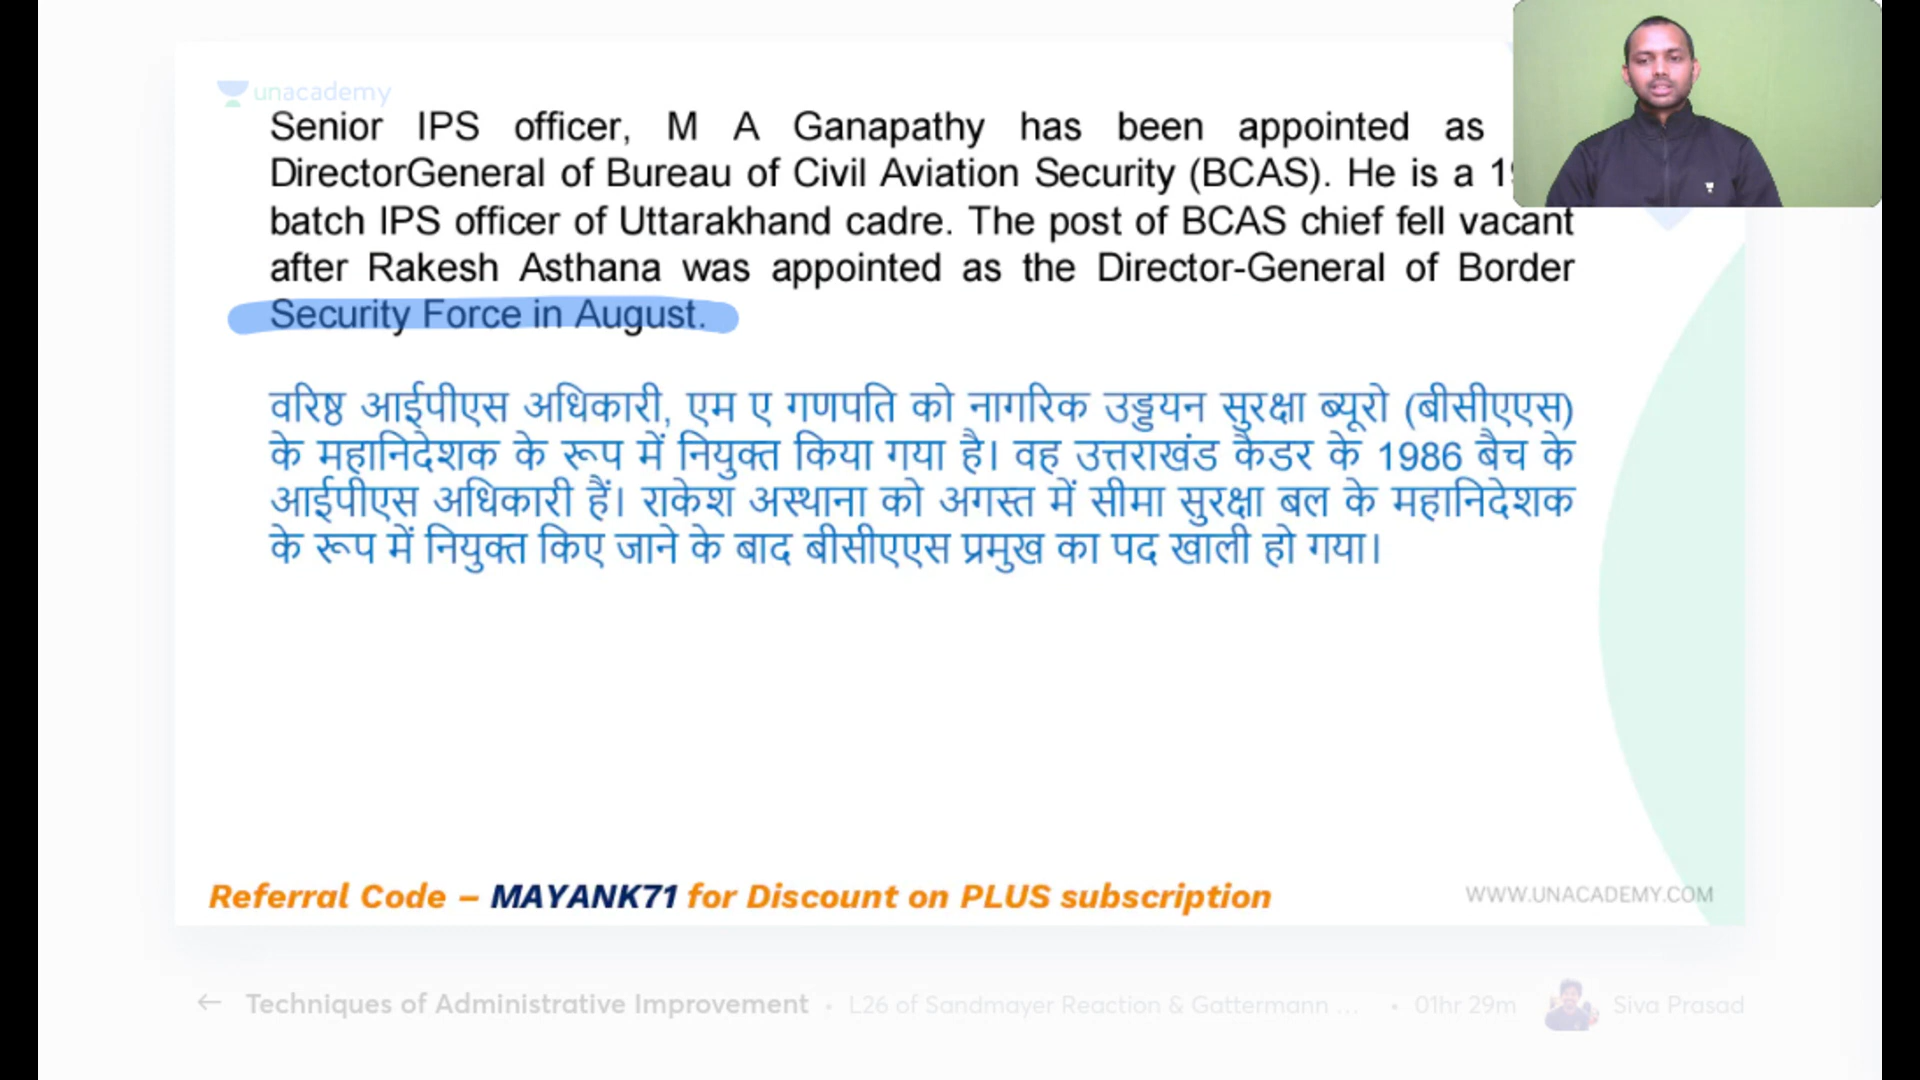 unacademy
Senior IPS officer, M A Ganapathy has been appointed as
DirectorGeneral of Bureau of Civil Aviation Security (BCAS). He is a
batch IPS officer of Uttarakhand cadre. The post of BCAS chief fell vacant
after Rakesh Asthana was appointed as the Director-General of Border
Security Force in August.
वरिष्ठ आईपीएस अधिकारी, एम ए गणपति को नागरिक उड्डयन सुरक्षा ब्यूरो (बीसीएएस)
के महानिदेशक के रूप में नियुक्त किया गया है। वह उत्तराखंड कैडर के 1986 बैच के
आईपीएस अधिकारी हैं। राकेश अस्थाना को अगस्त में सीमा सुरक्षा बल के महानिदेशक
के रूप में नियुक्त किए जाने के बाद बीसीएएस प्रमुख का पद खाली हो गया।
Referral Code – MAYANK71 for Discount on PLUS subscription
WWW.UNACADEMY.COM
← Techniques of Administrative Improvement • L26 of Sandmayer Reaction & Gattermann ... • 01hr 29m Siva Prasad